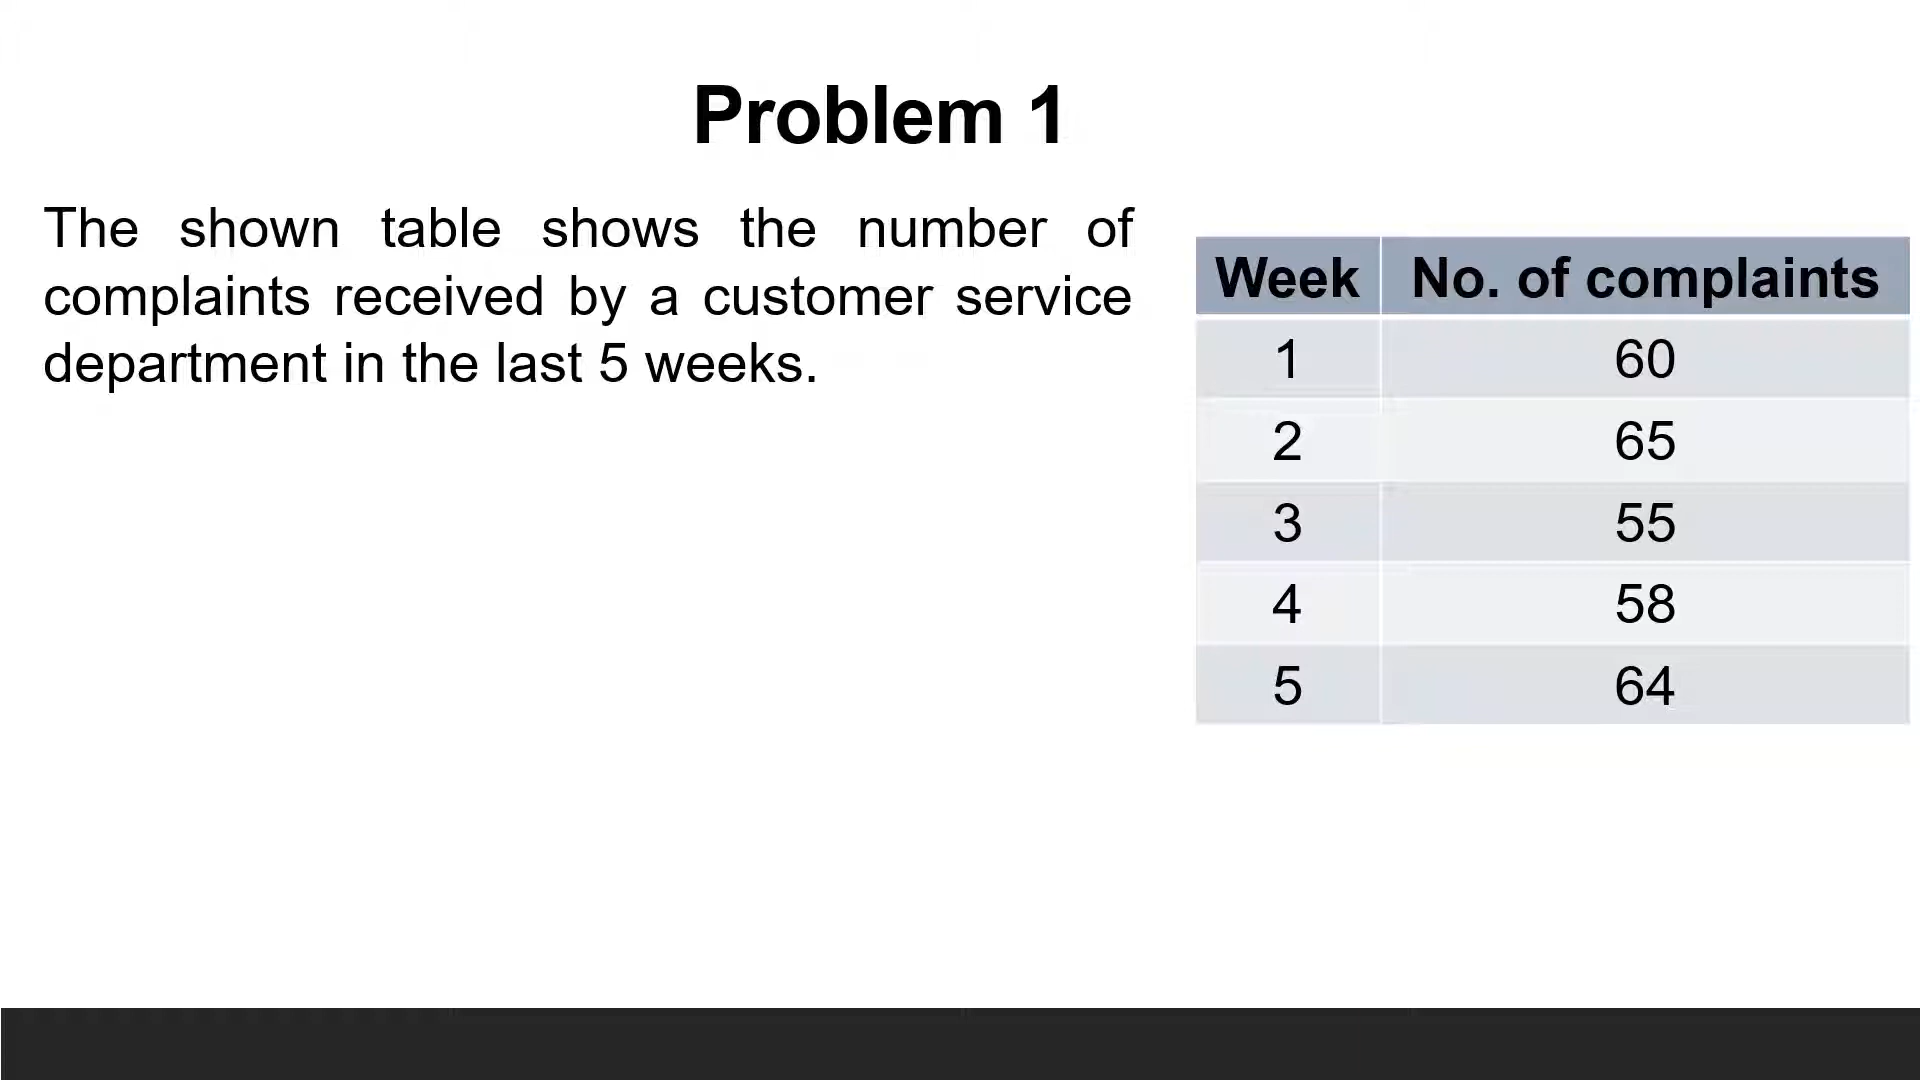 Problem 1
The shown table shows the number of
complaints received by a customer service
department in the last 5 weeks.
Week No. of complaints
1 60
2 65
3 55
4 58
5 64